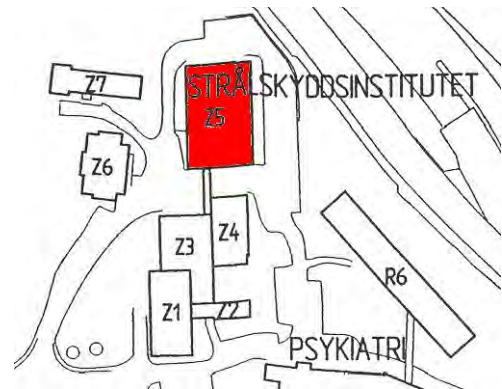 Z7
STRÅLSKYDDSINSTITUTET
Z5
Z6
Z4
Z3
R6
Z1 Z2
PSYKIATRI